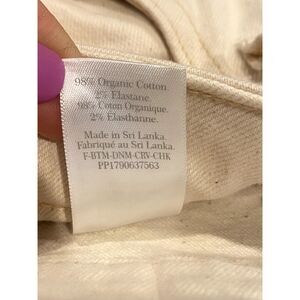 98% Organic Cotton.
2% Elastane.
98% Coton Organique.
2% Elasthanne.
Made in Sri Lanka.
Fabriqué au Sri Lanka.
F-BTM-DNM-CRV-CHK
PP1790637563